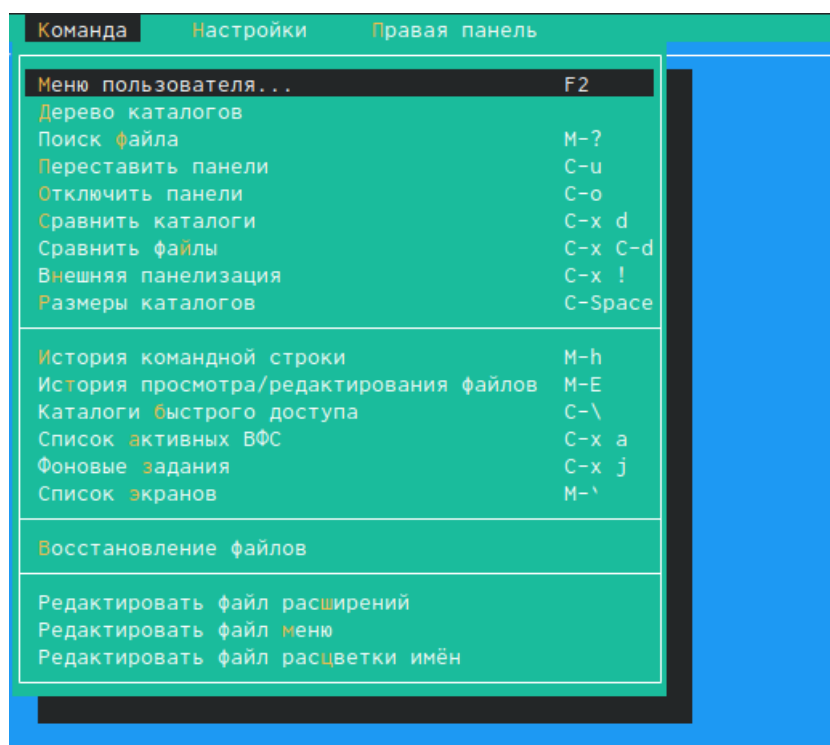 Команда Настройки Правая панель
Меню пользователя... F2
Дерево каталогов
Поиск файла M-?
Переставить панели C-u
Отключить панели C-o
Сравнить каталоги C-x d
Сравнить файлы C-x C-d
Внешняя панелизация C-x !
Размеры каталогов C-Space
История командной строки M-h
История просмотра/редактирования файлов M-E
Каталоги быстрого доступа C-\
Список активных ВФС C-x a
Фоновые задания C-x j
Список экранов M-`
Восстановление файлов
Редактировать файл расширений
Редактировать файл меню
Редактировать файл расцветки имён